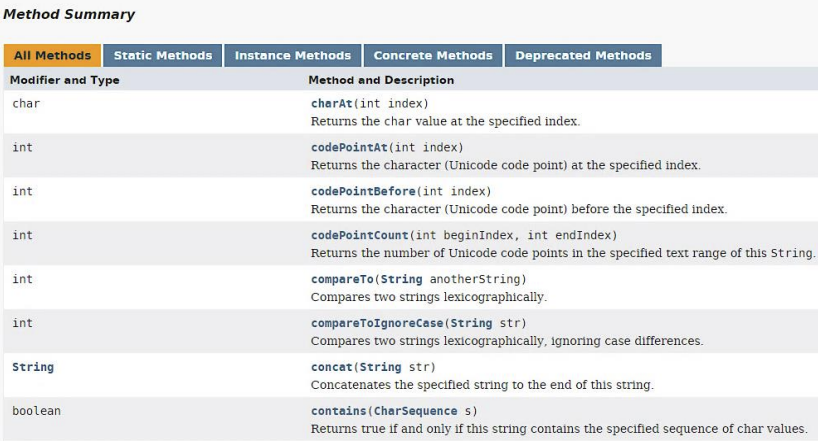 Method Summary
All Methods Static Methods Instance Methods Concrete Methods Deprecated Methods
Modifier and Type Method and Description
char charAt(int index)
Returns the char value at the specified index.
int codePointAt(int index)
Returns the character (Unicode code point) at the specified index.
int codePointBefore(int index)
Returns the character (Unicode code point) before the specified index.
int codePointCount(int beginIndex, int endIndex)
Returns the number of Unicode code points in the specified text range of this String.
int compareTo(String anotherString)
Compares two strings lexicographically.
int compareToIgnoreCase(String str)
Compares two strings lexicographically, ignoring case differences.
String concat(String str)
Concatenates the specified string to the end of this string.
boolean contains(CharSequence s)
Returns true if and only if this string contains the specified sequence of char values.